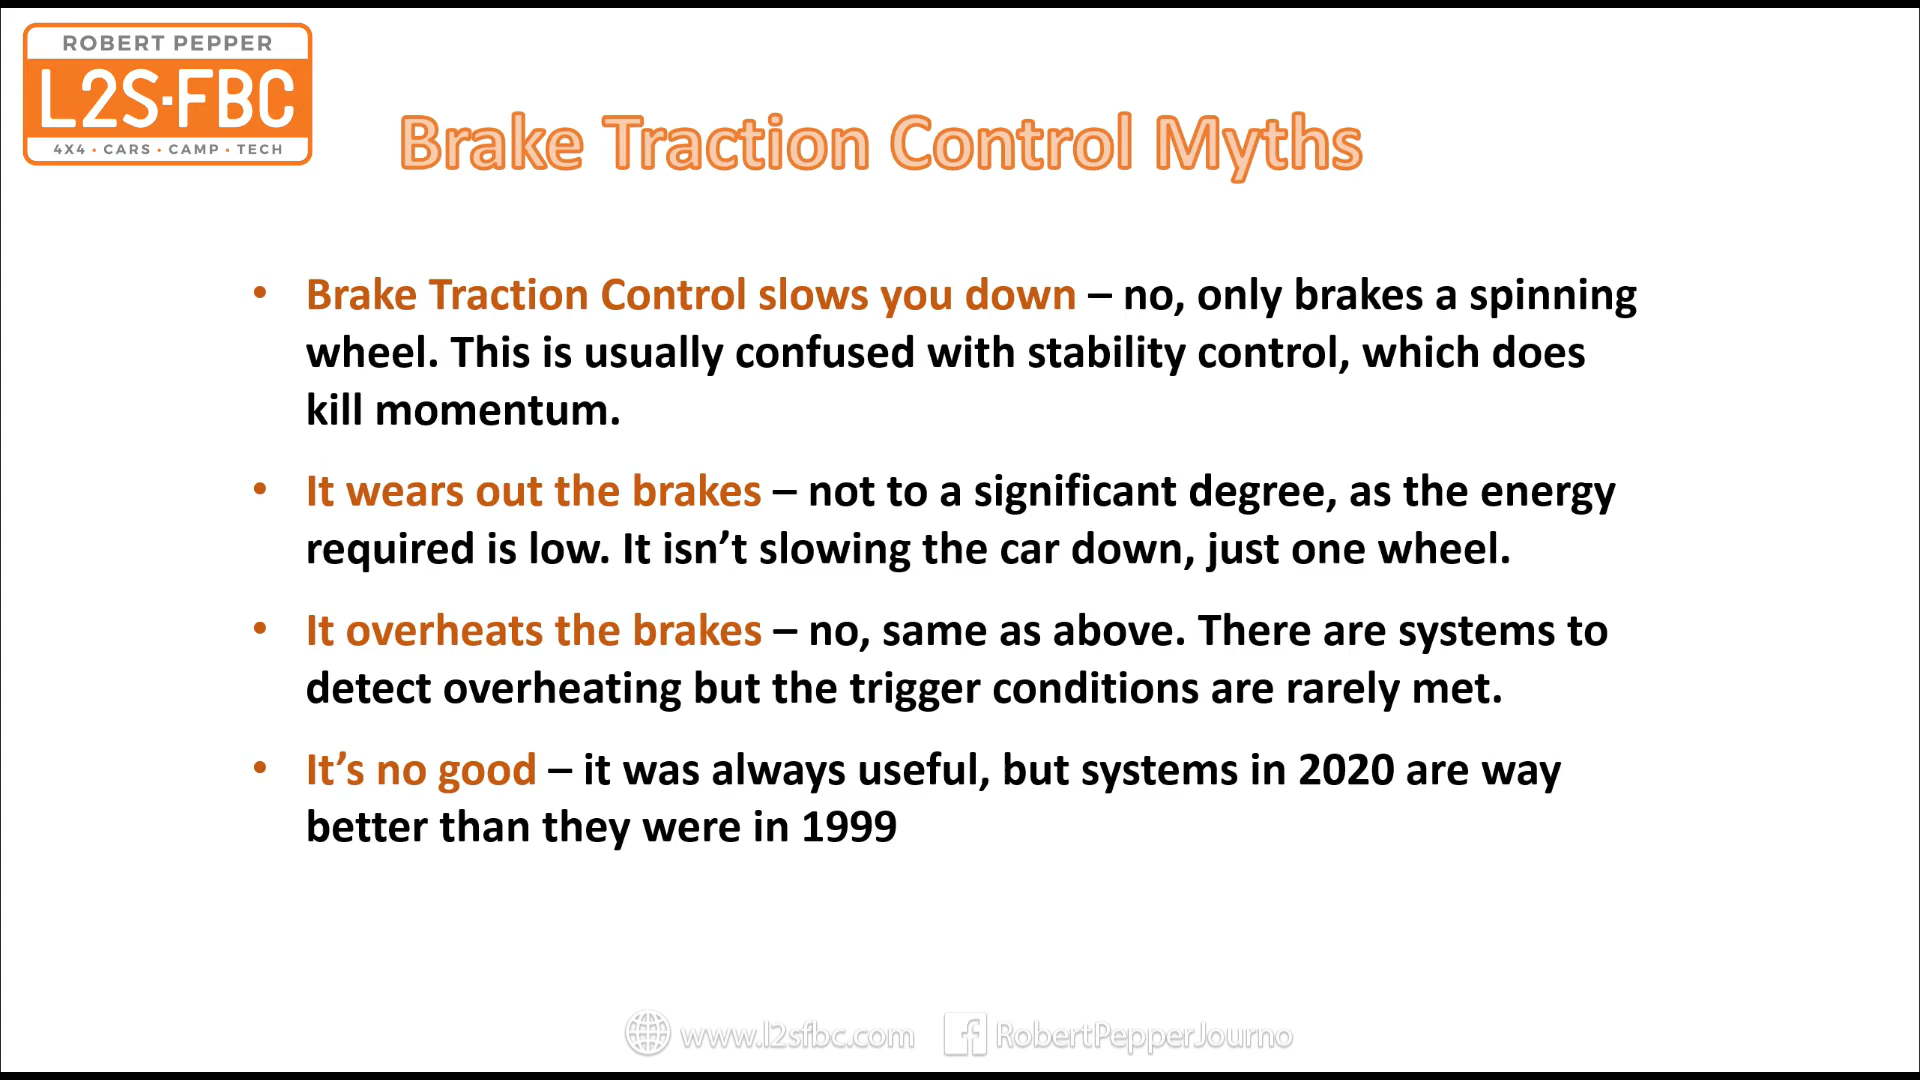 ROBERT PEPPER
L2S·FBC
4X4 · CARS · CAMP · TECH
Brake Traction Control Myths
• Brake Traction Control slows you down – no, only brakes a spinning
wheel. This is usually confused with stability control, which does
kill momentum.
• It wears out the brakes – not to a significant degree, as the energy
required is low. It isn’t slowing the car down, just one wheel.
• It overheats the brakes – no, same as above. There are systems to
detect overheating but the trigger conditions are rarely met.
• It’s no good – it was always useful, but systems in 2020 are way
better than they were in 1999
www.l2sfbc.com RobertPepperJourno